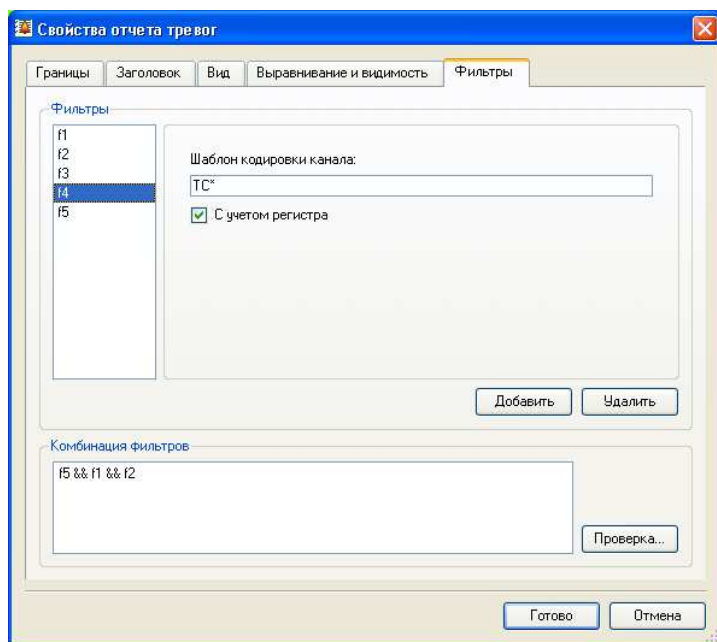 Свойства отчета тревог
Границы Заголовок Вид Выравнивание и видимость Фильтры
Фильтры
f1
f2
f3
f4
f5
Шаблон кодировки канала:
ТС*
С учетом регистра
Добавить Удалить
Комбинация фильтров
f5 && f1 && f2
Проверка...
Готово Отмена